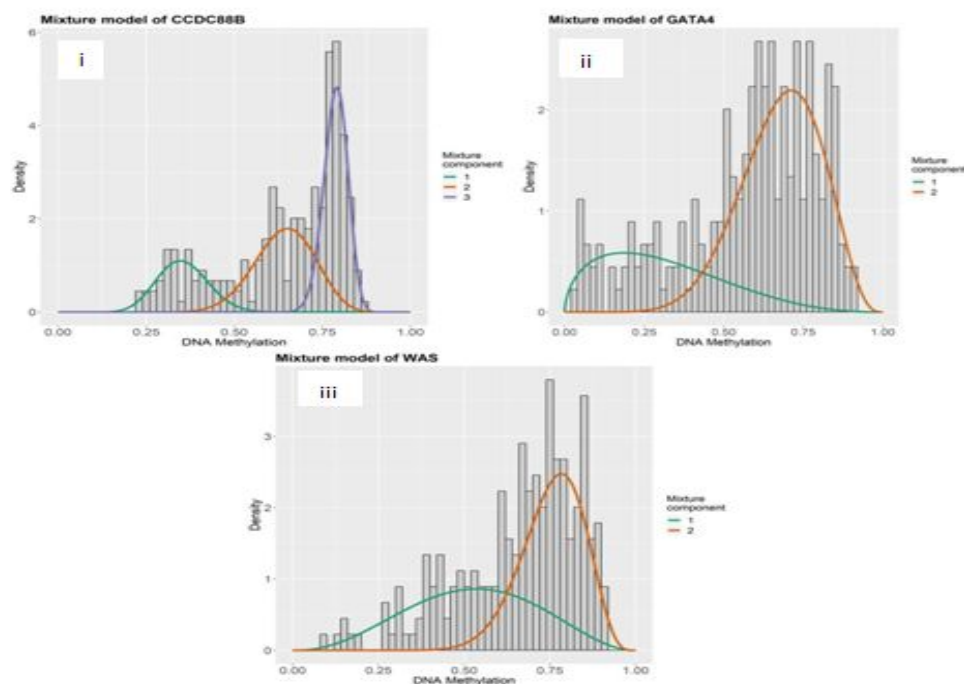 Mixture model of CCDC88B
i
6
4
2
0
Density
0.00 0.25 0.50 0.75 1.00
DNA Methylation
Mixture
component
1
2
3
Mixture model of GATA4
ii
2
1
0
Density
0.00 0.25 0.50 0.75 1.00
DNA Methylation
Mixture
component
1
2
Mixture model of WAS
iii
3
2
1
0
Density
0.00 0.25 0.50 0.75 1.00
DNA Methylation
Mixture
component
1
2